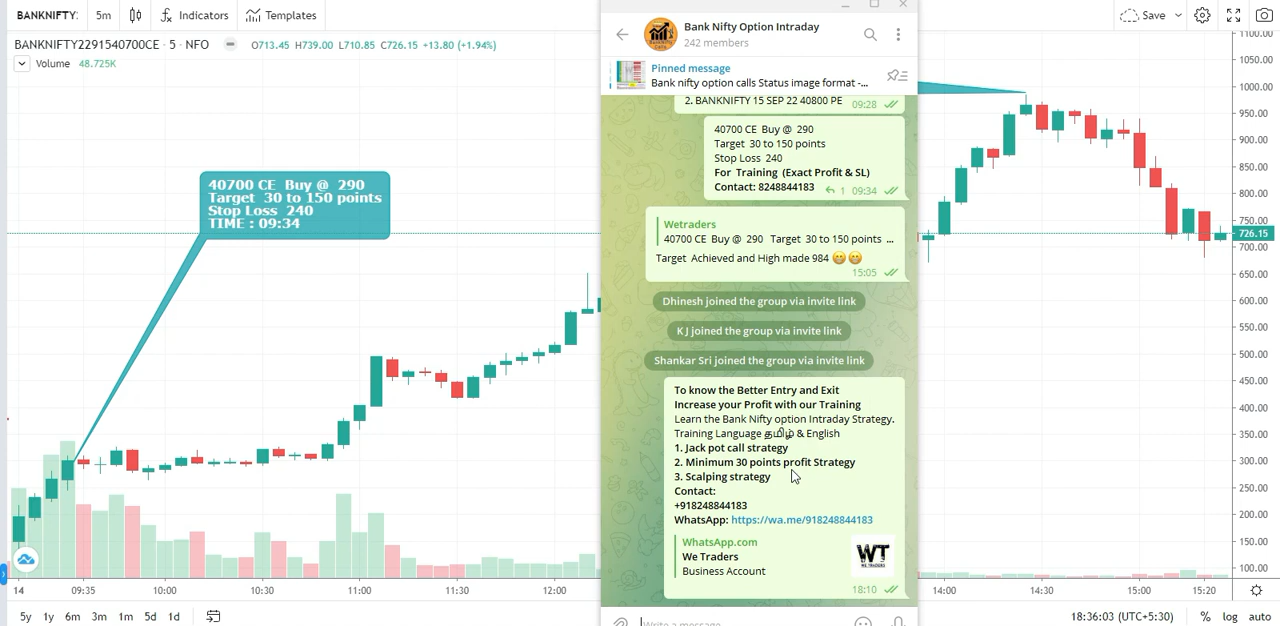 BANKNIFTY:
5m
Indicators
Templates
Save
BANKNIFTY2291540700CE · 5 · NFO
O713.45 H739.00 L710.85 C726.15 +13.80 (+1.94%)
Volume 48.725K
40700 CE Buy @ 290
Target 30 to 150 points
Stop Loss 240
TIME : 09:34
Bank Nifty Option Intraday
242 members
Pinned message
Bank nifty option calls Status image format -...
2. BANKNIFTY 15 SEP 22 40800 PE 09:28
40700 CE Buy @ 290
Target 30 to 150 points
Stop Loss 240
For Training (Exact Profit & SL)
Contact: 8248844183 1 09:34
Wetraders
40700 CE Buy @ 290 Target 30 to 150 points ...
Target Achieved and High made 984
15:05
Dhinesh joined the group via invite link
K J joined the group via invite link
Shankar Sri joined the group via invite link
To know the Better Entry and Exit
Increase your Profit with our Training
Learn the Bank Nifty option Intraday Strategy.
Training Language தமிழ் & English
1. Jack pot call strategy
2. Minimum 30 points profit Strategy
3. Scalping strategy
Contact:
+918248844183
WhatsApp: https://wa.me/918248844183
WhatsApp.com
We Traders
Business Account
WT
WE TRADERS
18:10
Write a message...
1100.00
1050.00
1000.00
950.00
900.00
850.00
800.00
750.00
726.15
700.00
650.00
600.00
550.00
500.00
450.00
400.00
350.00
300.00
250.00
200.00
150.00
100.00
14 09:35 10:00 10:30 11:00 11:30 12:00 14:00 14:30 15:00 15:20
5y 1y 6m 3m 1m 5d 1d
18:36:03 (UTC+5:30) % log auto